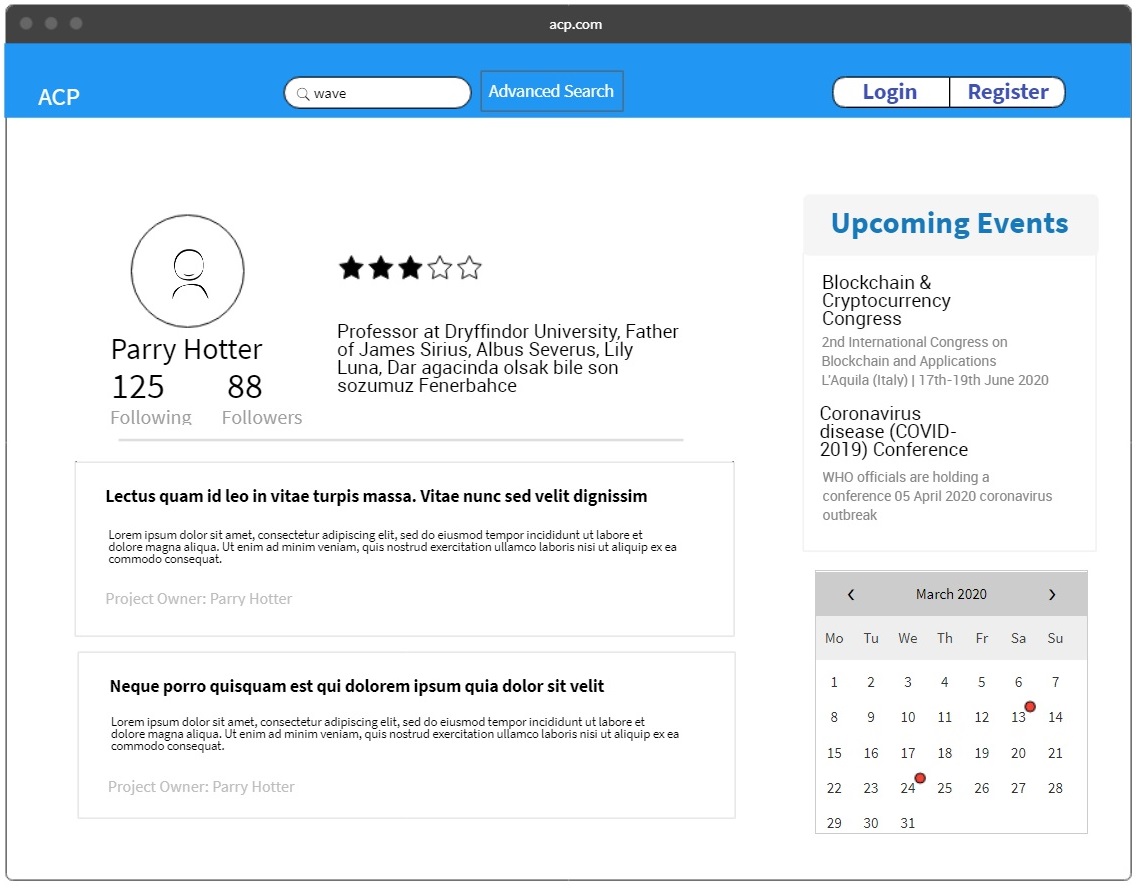 acp.com
ACP
wave
Advanced Search
Login
Register
Parry Hotter
125
88
Following
Followers
Professor at Dryffindor University, Father
of James Sirius, Albus Severus, Lily
Luna, Dar agacinda olsak bile son
sozumuz Fenerbahce
Lectus quam id leo in vitae turpis massa. Vitae nunc sed velit dignissim
Lorem ipsum dolor sit amet, consectetur adipiscing elit, sed do eiusmod tempor incididunt ut labore et
dolore magna aliqua. Ut enim ad minim veniam, quis nostrud exercitation ullamco laboris nisi ut aliquip ex ea
commodo consequat.
Project Owner: Parry Hotter
Neque porro quisquam est qui dolorem ipsum quia dolor sit velit
Lorem ipsum dolor sit amet, consectetur adipiscing elit, sed do eiusmod tempor incididunt ut labore et
dolore magna aliqua. Ut enim ad minim veniam, quis nostrud exercitation ullamco laboris nisi ut aliquip ex ea
commodo consequat.
Project Owner: Parry Hotter
Upcoming Events
Blockchain &
Cryptocurrency
Congress
2nd International Congress on
Blockchain and Applications
L'Aquila (Italy) | 17th-19th June 2020
Coronavirus
disease (COVID-
2019) Conference
WHO officials are holding a
conference 05 April 2020 coronavirus
outbreak
March 2020
Mo Tu We Th Fr Sa Su
1 2 3 4 5 6 7
8 9 10 11 12 13 14
15 16 17 18 19 20 21
22 23 24 25 26 27 28
29 30 31